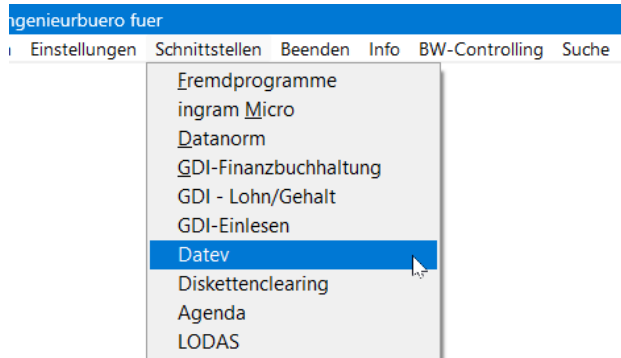 ngenieurbuero fuer
Einstellungen Schnittstellen Beenden Info BW-Controlling Suche
Fremdprogramme
ingram Micro
Datanorm
GDI-Finanzbuchhaltung
GDI - Lohn/Gehalt
GDI-Einlesen
Datev
Diskettenclearing
Agenda
LODAS